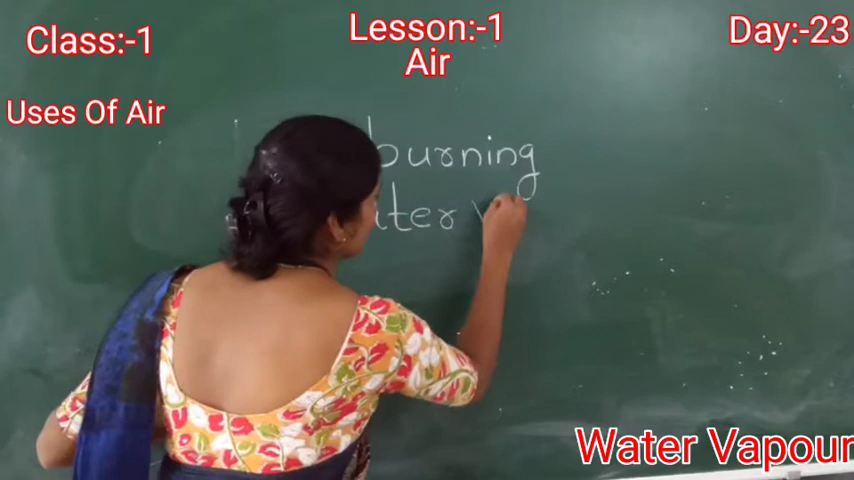 Class:-1
Lesson:-1
Day:-23
Air
Uses Of Air
burning
Water Vapour